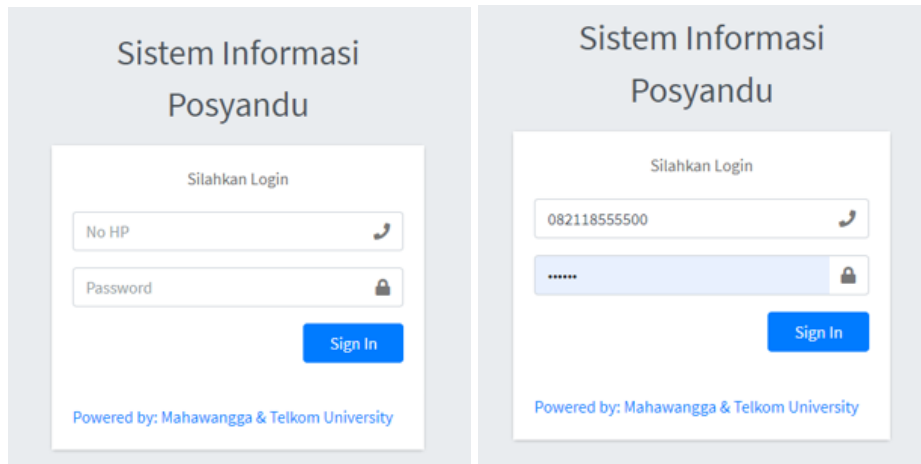 Sistem Informasi
Posyandu
Silahkan Login
No HP
Password
Sign In
Powered by: Mahawangga & Telkom University
Sistem Informasi
Posyandu
Silahkan Login
082118555500
••••••
Sign In
Powered by: Mahawangga & Telkom University